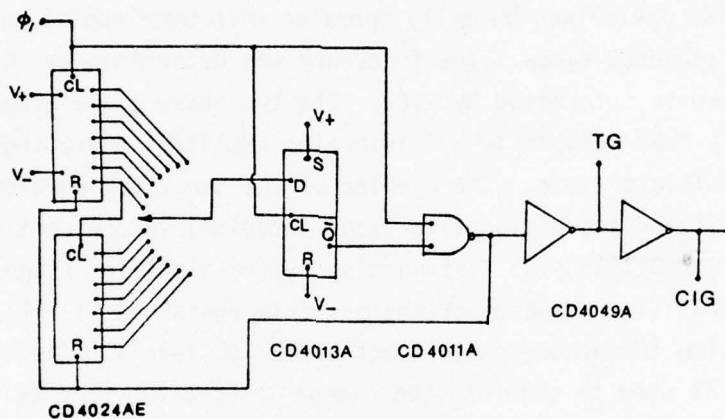 ϕ₁
CL
V+
V-
R
CL
R
CD4024AE
V+
S
D
CL
Q̄
R
V-
CD4013A
CD4011A
TG
CD4049A
CIG